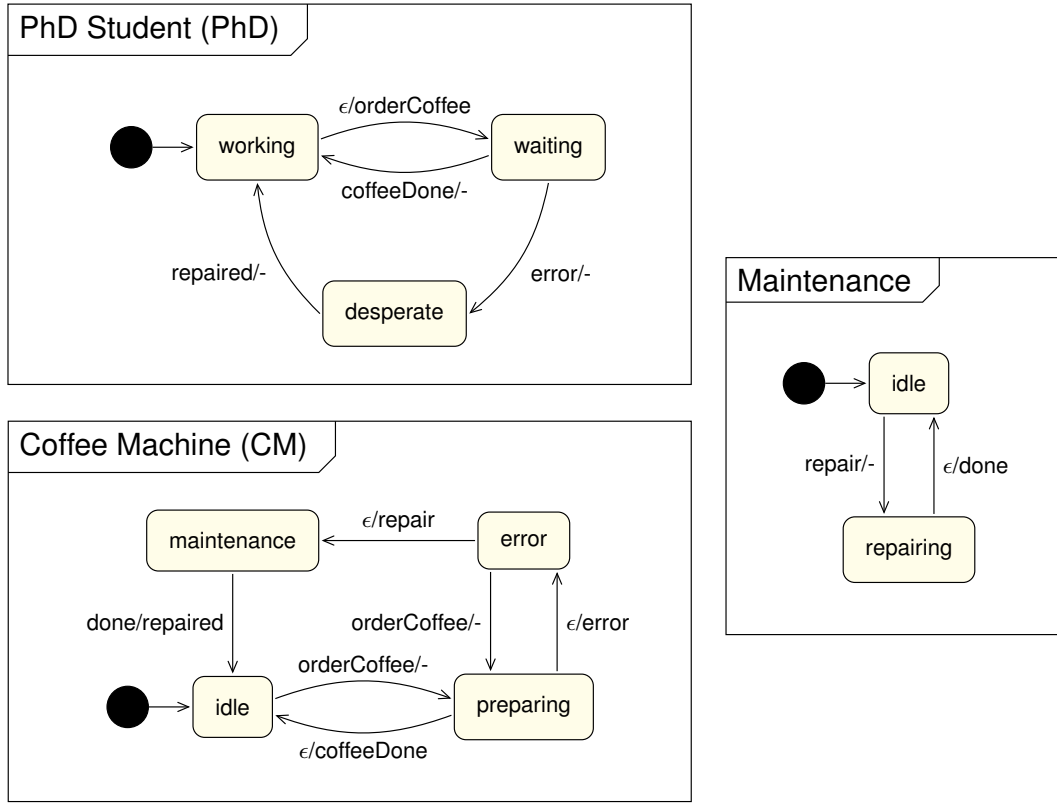 PhD Student (PhD)
ϵ/orderCoffee
working
waiting
coffeeDone/-
repaired/-
error/-
desperate
Maintenance
idle
repair/-
ϵ/done
repairing
Coffee Machine (CM)
ϵ/repair
maintenance
error
done/repaired
orderCoffee/-
ϵ/error
orderCoffee/-
idle
preparing
ϵ/coffeeDone